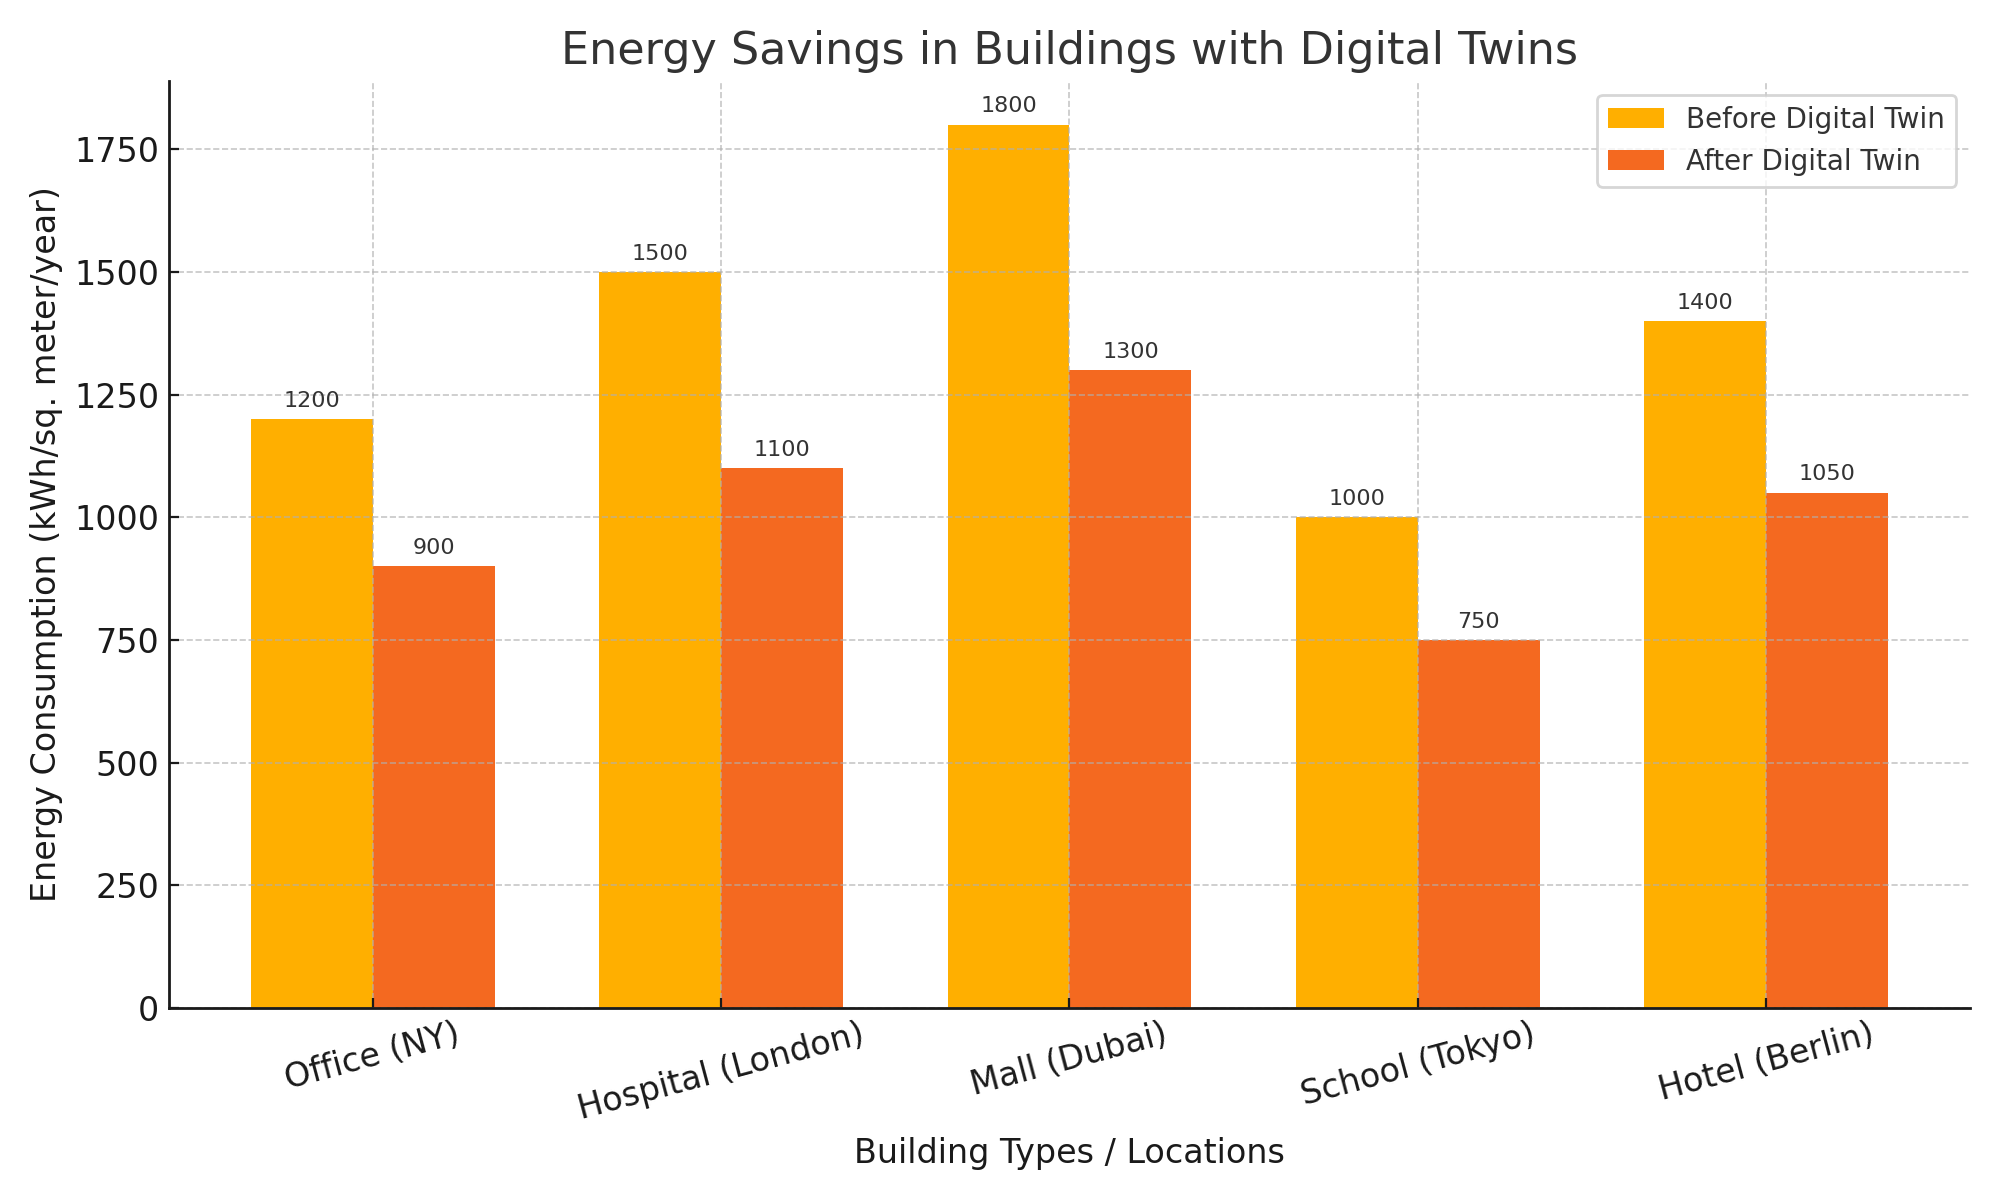 Energy Savings in Buildings with Digital Twins
Before Digital Twin
After Digital Twin
Energy Consumption (kWh/sq. meter/year)
1750
1500
1250
1000
750
500
250
0
1200
900
1500
1100
1800
1300
1000
750
1400
1050
Office (NY)
Hospital (London)
Mall (Dubai)
School (Tokyo)
Hotel (Berlin)
Building Types / Locations